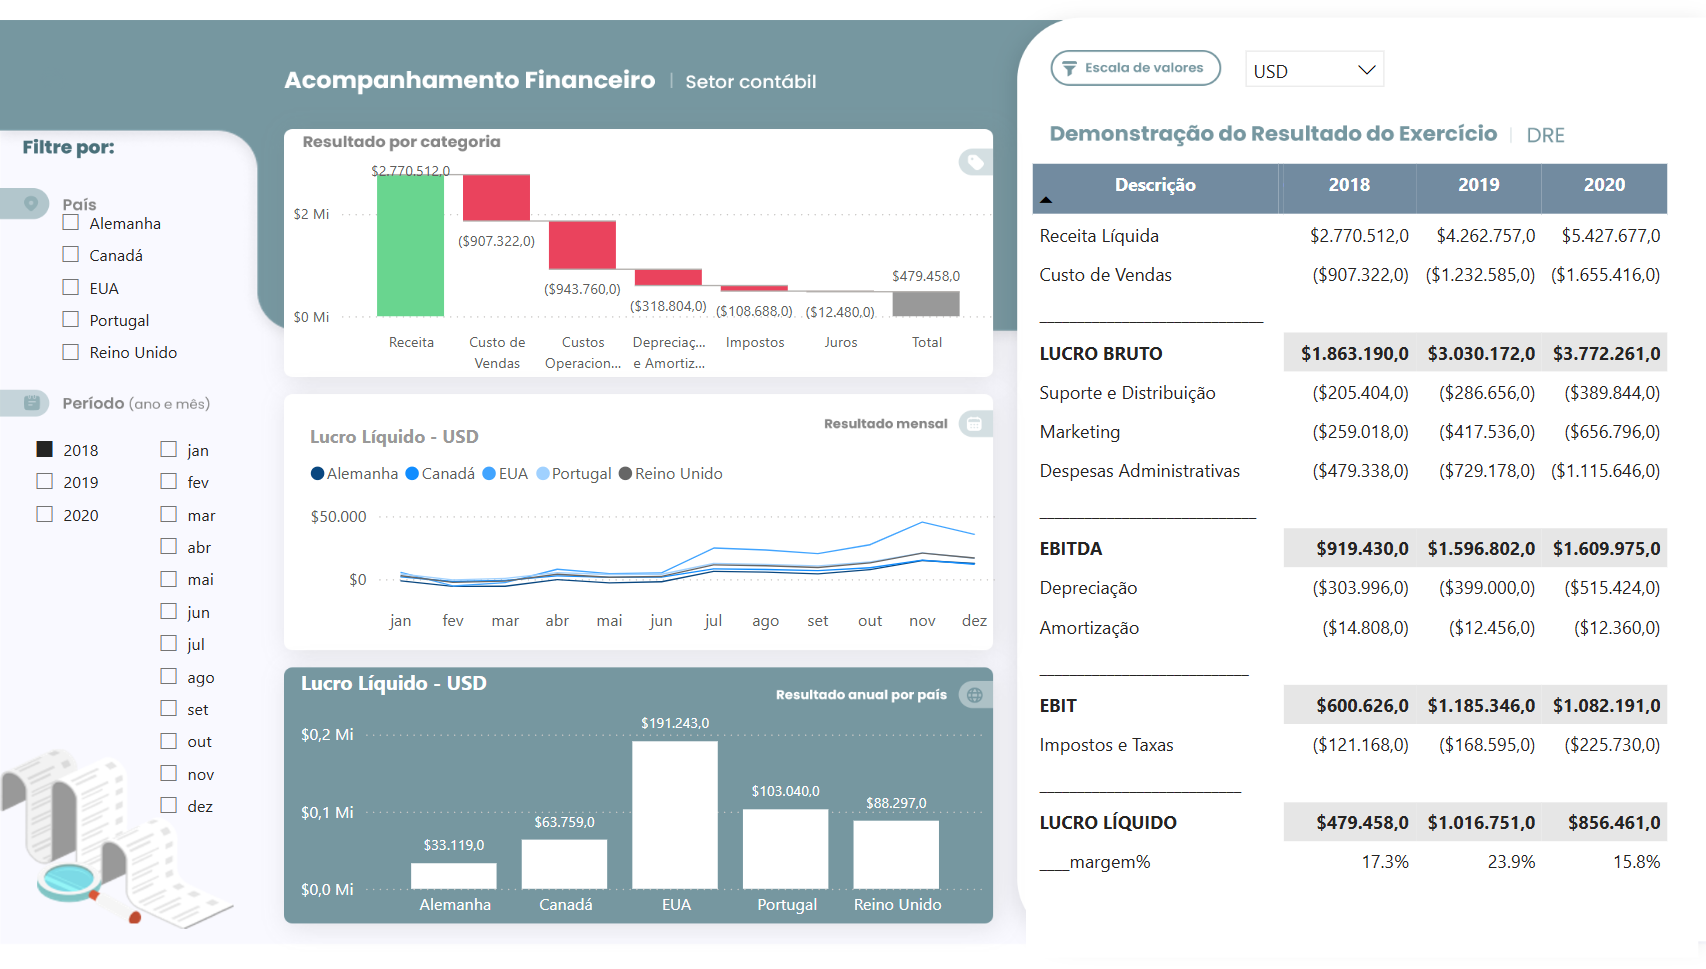 Acompanhamento Financeiro | Setor contábil
Filtre por:
País
Alemanha
Canadá
EUA
Portugal
Reino Unido
Período (ano e mês)
2018
2019
2020
jan
fev
mar
abr
mai
jun
jul
ago
set
out
nov
dez
Resultado por categoria
$2 Mi
$0 Mi
$2.770.512,0
($907.322,0)
($943.760,0)
($318.804,0)
($108.688,0)
($12.480,0)
$479.458,0
Receita
Custo de
Vendas
Custos
Operacion...
Depreciaç...
e Amortiz...
Impostos
Juros
Total
Resultado mensal
Lucro Líquido - USD
Alemanha Canadá EUA Portugal Reino Unido
$50.000
$0
jan fev mar abr mai jun jul ago set out nov dez
Lucro Líquido - USD
Resultado anual por país
$0,2 Mi
$0,1 Mi
$0,0 Mi
$33.119,0
$63.759,0
$191.243,0
$103.040,0
$88.297,0
Alemanha Canadá EUA Portugal Reino Unido
Escala de valores
USD
Demonstração do Resultado do Exercício | DRE
Descrição 2018 2019 2020
Receita Líquida $2.770.512,0 $4.262.757,0 $5.427.677,0
Custo de Vendas ($907.322,0) ($1.232.585,0) ($1.655.416,0)
LUCRO BRUTO $1.863.190,0 $3.030.172,0 $3.772.261,0
Suporte e Distribuição ($205.404,0) ($286.656,0) ($389.844,0)
Marketing ($259.018,0) ($417.536,0) ($656.796,0)
Despesas Administrativas ($479.338,0) ($729.178,0) ($1.115.646,0)
EBITDA $919.430,0 $1.596.802,0 $1.609.975,0
Depreciação ($303.996,0) ($399.000,0) ($515.424,0)
Amortização ($14.808,0) ($12.456,0) ($12.360,0)
EBIT $600.626,0 $1.185.346,0 $1.082.191,0
Impostos e Taxas ($121.168,0) ($168.595,0) ($225.730,0)
LUCRO LÍQUIDO $479.458,0 $1.016.751,0 $856.461,0
___margem% 17.3% 23.9% 15.8%